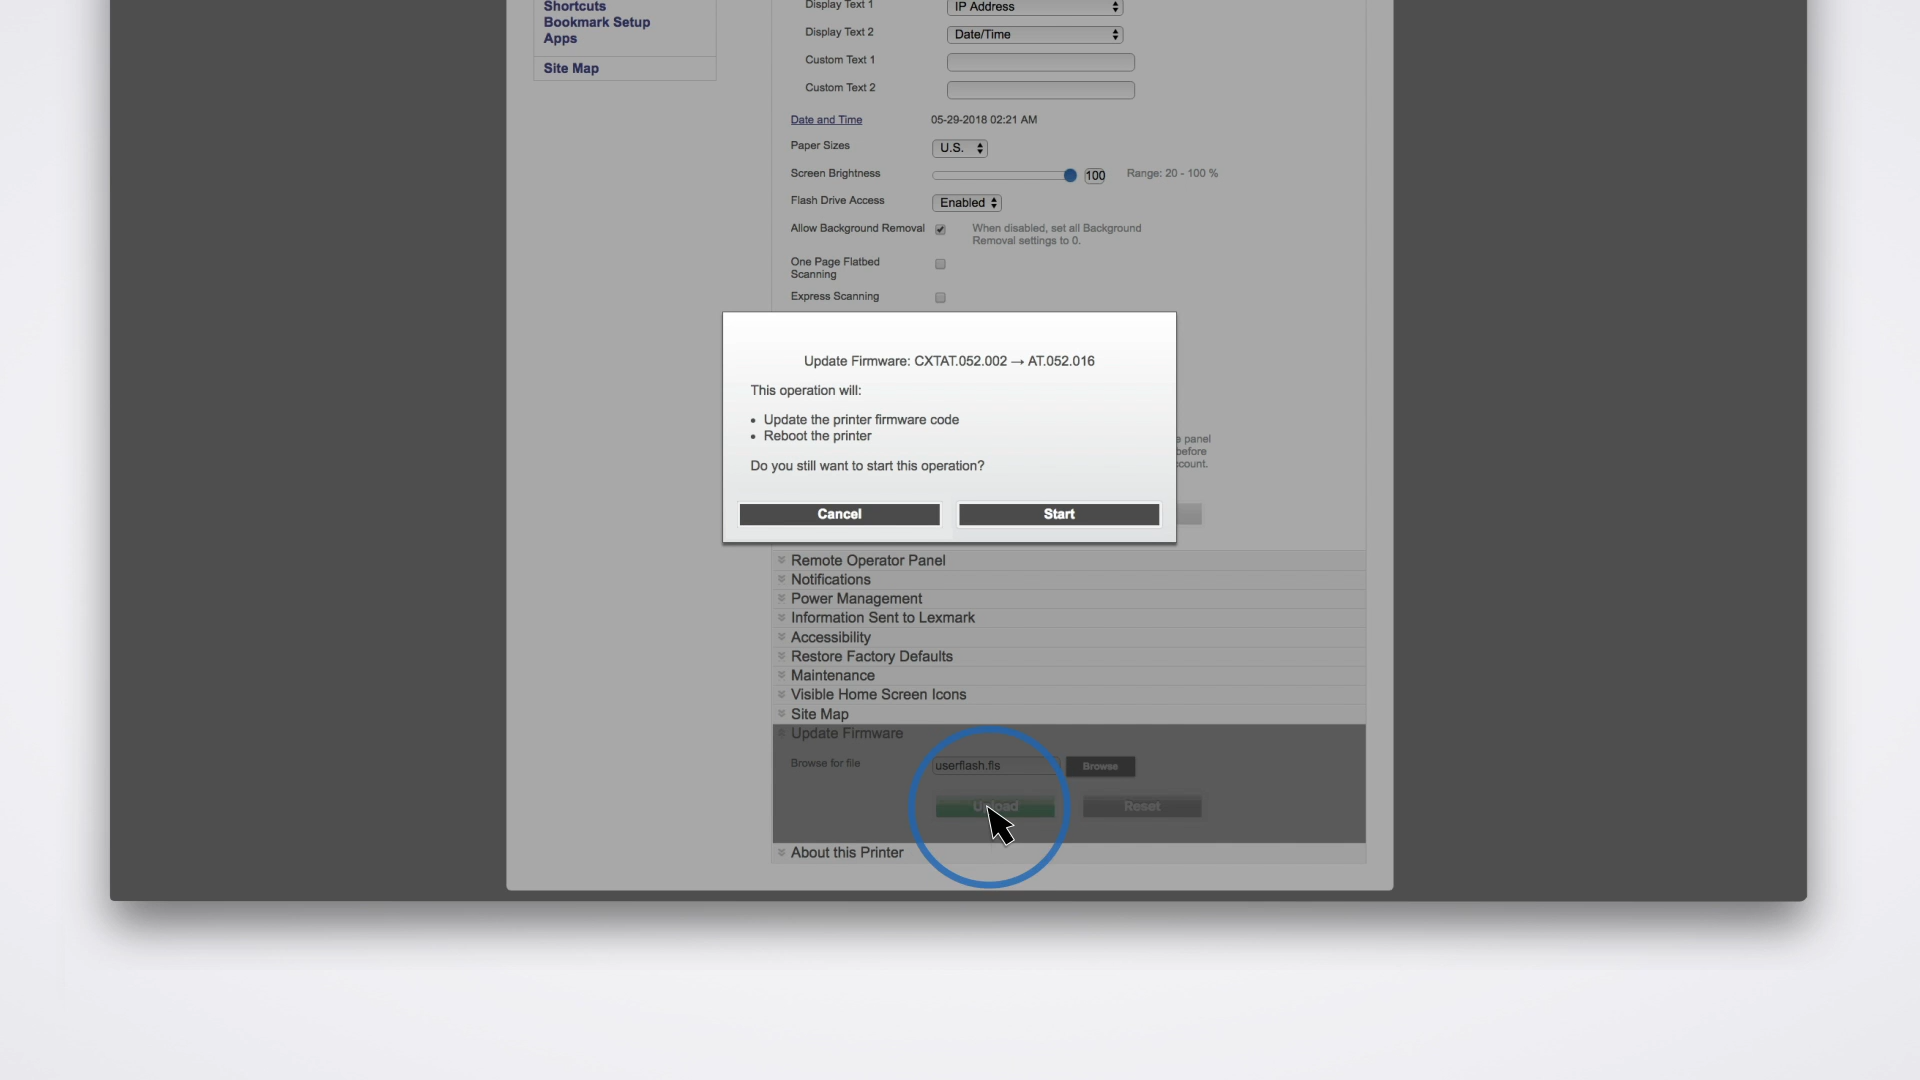 Shortcuts
Bookmark Setup
Apps
Site Map
Display Text 1
IP Address
Display Text 2
Date/Time
Custom Text 1
Custom Text 2
Date and Time
05-29-2018 02:21 AM
Paper Sizes
U.S.
Screen Brightness
100
Range: 20 - 100 %
Flash Drive Access
Enabled
Allow Background Removal
When disabled, set all Background
Removal settings to 0.
One Page Flatbed
Scanning
Express Scanning
Update Firmware: CXTAT.052.002 → AT.052.016
This operation will:
• Update the printer firmware code
• Reboot the printer
Do you still want to start this operation?
Cancel
Start
panel
before
Remote Operator Panel
Notifications
Power Management
Information Sent to Lexmark
Accessibility
Restore Factory Defaults
Maintenance
Visible Home Screen Icons
Site Map
Update Firmware
Browse for file
userflash.fls
Browse
Upload
Reset
About this Printer